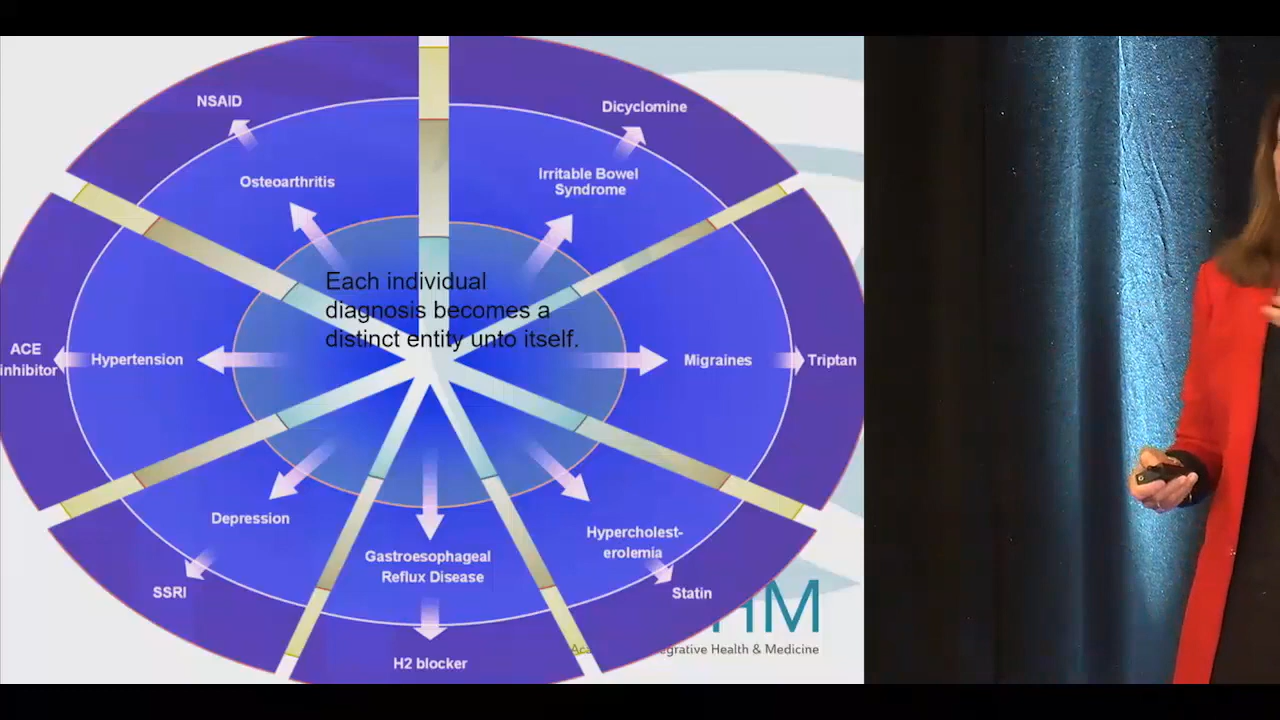 NSAID
Dicyclomine
Osteoarthritis
Irritable Bowel
Syndrome
Each individual
diagnosis becomes a
distinct entity unto itself.
ACE
inhibitor
Hypertension
Migraines
Triptan
Depression
Gastroesophageal
Reflux Disease
Hypercholest-
erolemia
SSRI
Statin
H2 blocker
HM
Health & Medicine